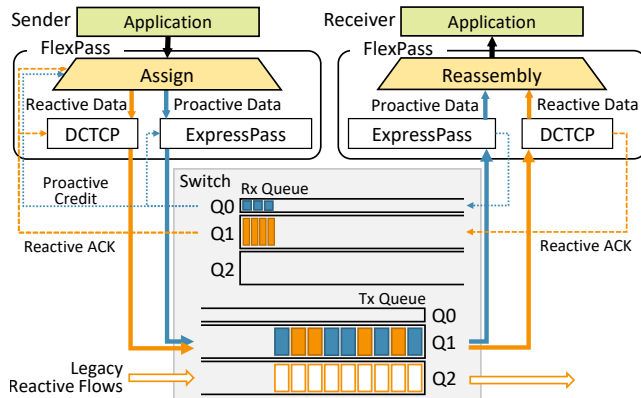 Sender
Application
Receiver
Application
FlexPass
FlexPass
Assign
Reassembly
Reactive Data
Proactive Data
Proactive Data
Reactive Data
DCTCP
ExpressPass
ExpressPass
DCTCP
Proactive
Credit
Switch
Rx Queue
Q0
Q1
Reactive ACK
Reactive ACK
Q2
Tx Queue
Q0
Q1
Legacy
Reactive Flows
Q2